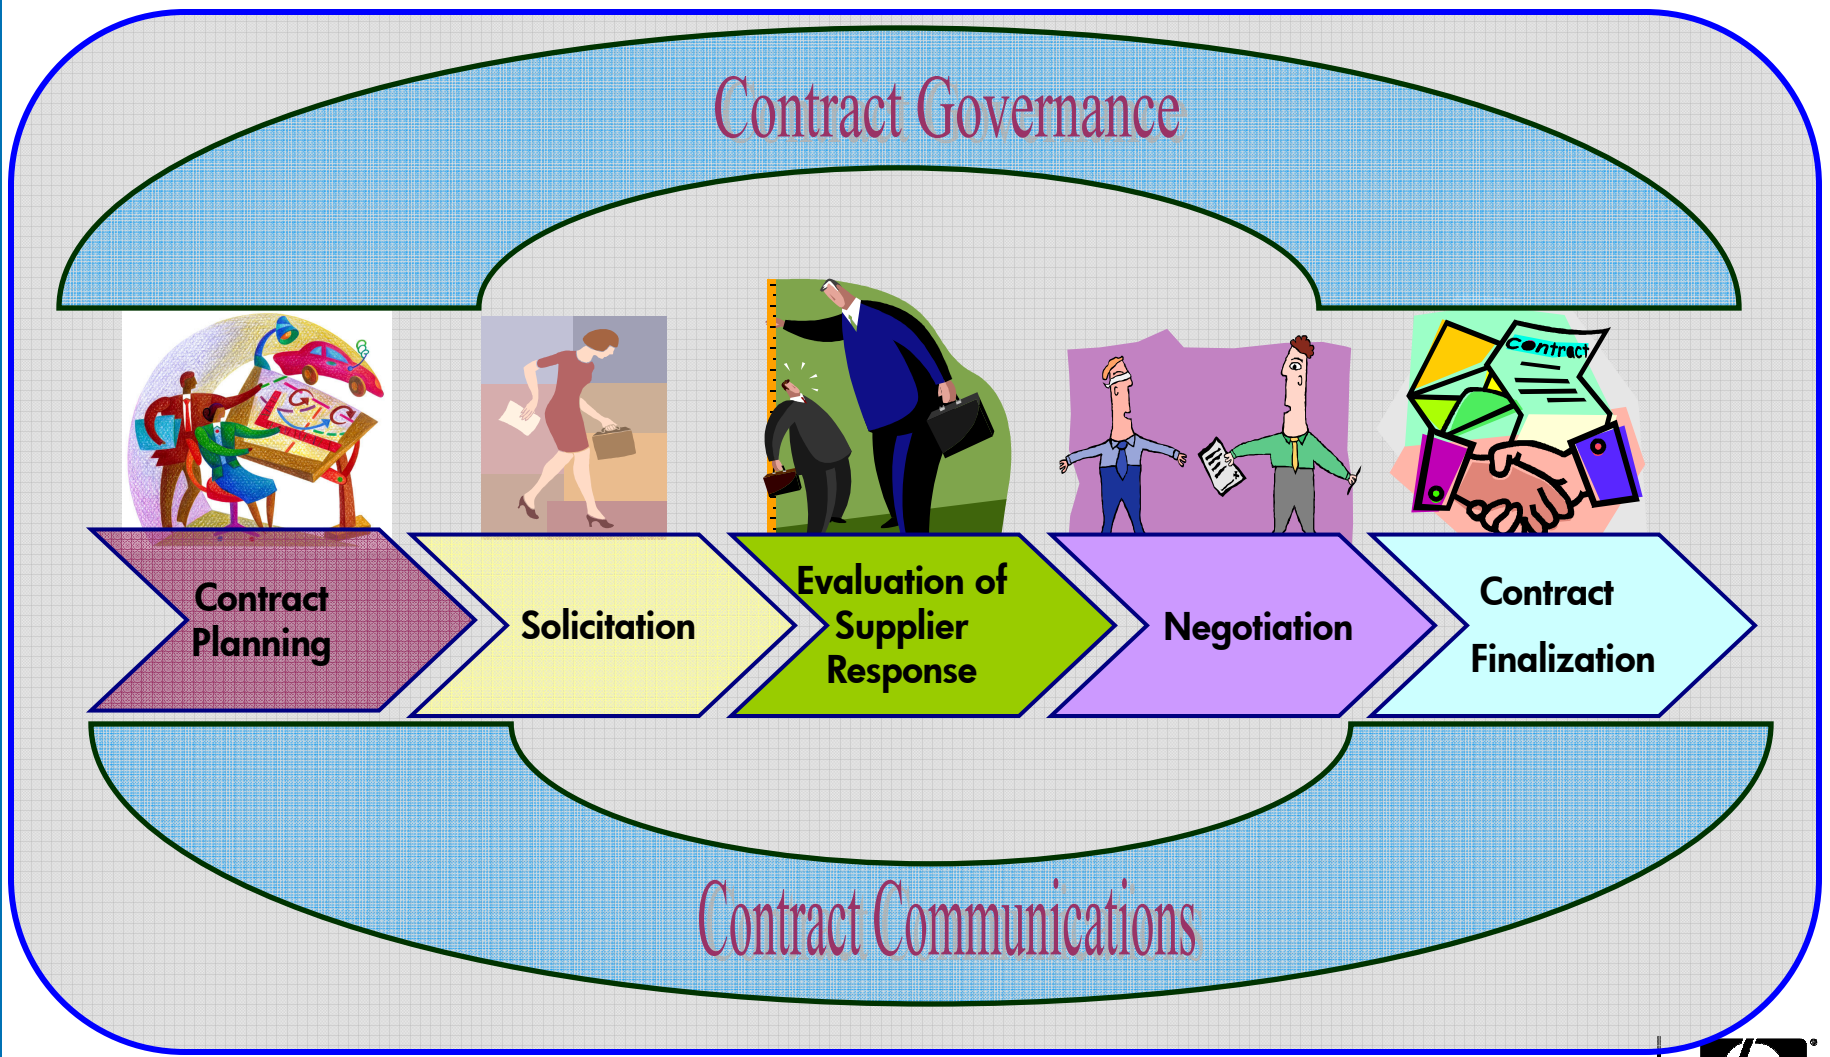 Contract Governance
contract
Contract
Planning
Solicitation
Evaluation of
Supplier
Response
Negotiation
Contract
Finalization
Contract Communications